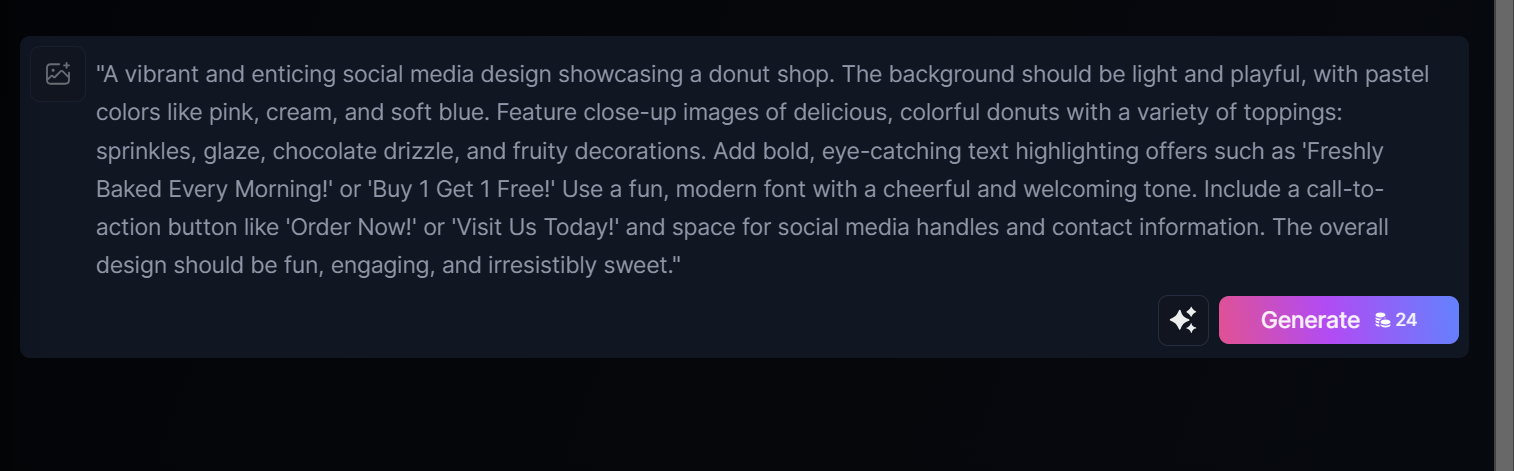 "A vibrant and enticing social media design showcasing a donut shop. The background should be light and playful, with pastel
colors like pink, cream, and soft blue. Feature close-up images of delicious, colorful donuts with a variety of toppings:
sprinkles, glaze, chocolate drizzle, and fruity decorations. Add bold, eye-catching text highlighting offers such as 'Freshly
Baked Every Morning!' or 'Buy 1 Get 1 Free!' Use a fun, modern font with a cheerful and welcoming tone. Include a call-to-
action button like 'Order Now!' or 'Visit Us Today!' and space for social media handles and contact information. The overall
design should be fun, engaging, and irresistibly sweet."
Generate 24